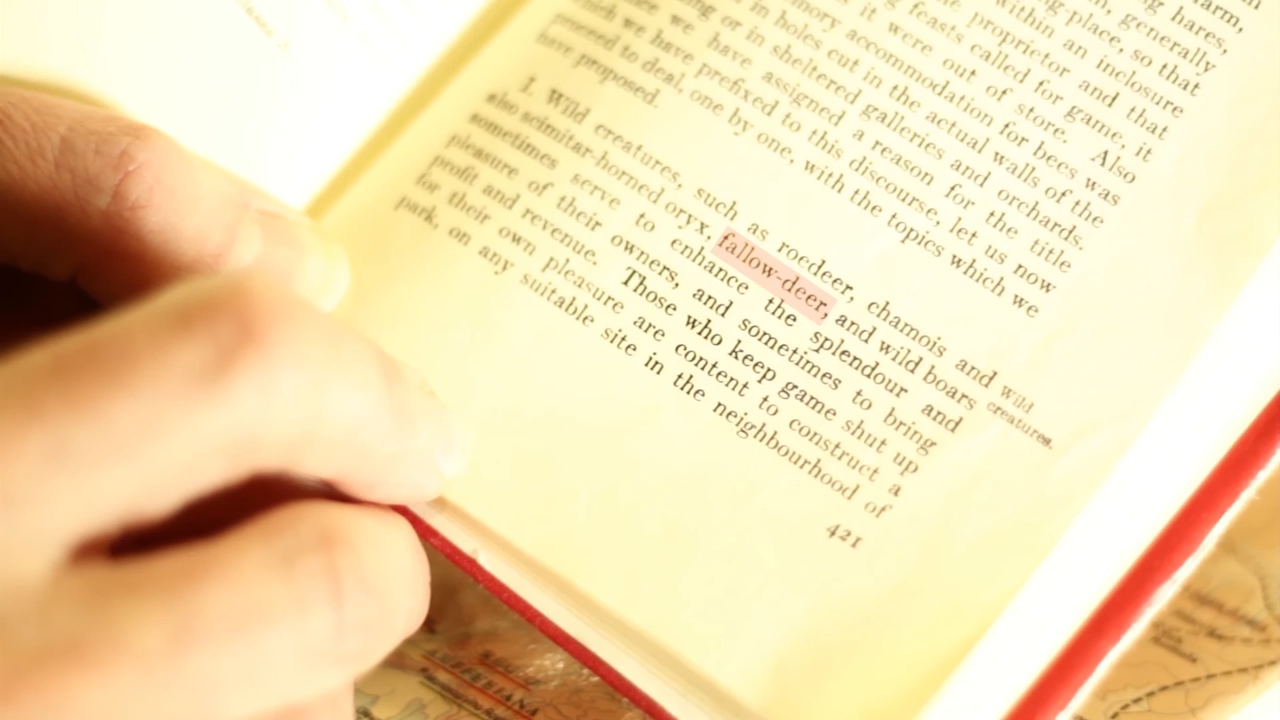 farm,
hares,
generally
place, so that
within an inclosure
proprietor and that
feasts called for game, it
it were out of store. Also
accommodation for bees was
in holes cut in the actual walls of the
or in sheltered galleries and orchards.
we have assigned a reason for the title
which we have prefixed to this discourse, let us now
proceed to deal, one by one, with the topics which we
have proposed.
I. Wild creatures, such as roedeer, chamois and Wild
also scimitar-horned oryx, fallow-deer, and wild boars creatures.
sometimes serve to enhance the splendour and
pleasure of their owners, and sometimes to bring
profit and revenue. Those who keep game shut up
for their own pleasure are content to construct a
park, on any suitable site in the neighbourhood of
421